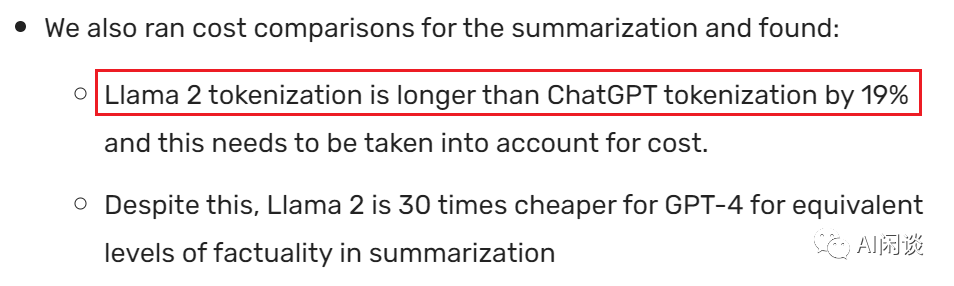 We also ran cost comparisons for the summarization and found:
Llama 2 tokenization is longer than ChatGPT tokenization by 19%
and this needs to be taken into account for cost.
Despite this, Llama 2 is 30 times cheaper for GPT-4 for equivalent
levels of factuality in summarization
AI闲谈